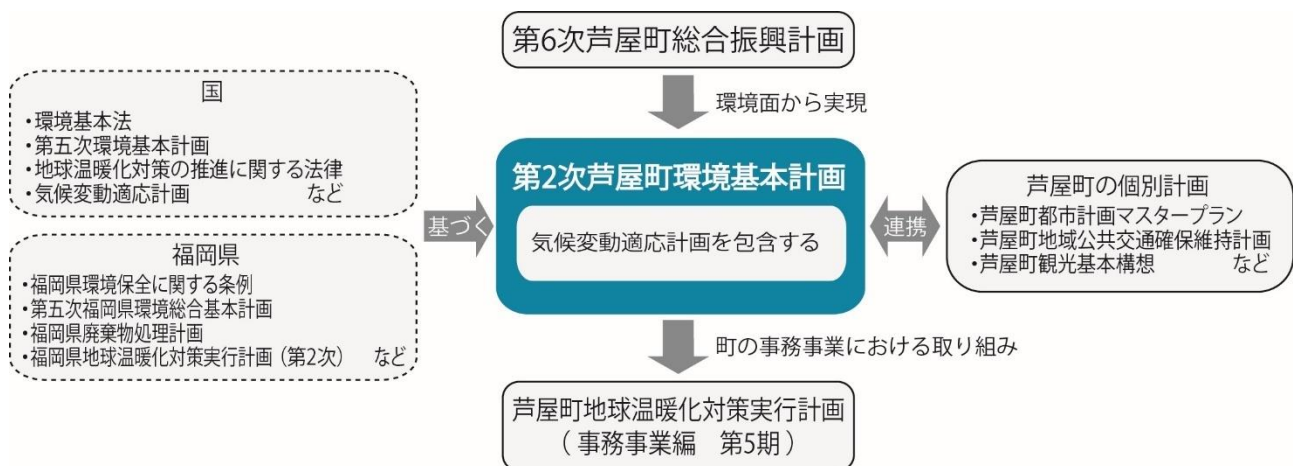 第6次芦屋町総合振興計画
環境面から実現
国
・環境基本法
・第五次環境基本計画
・地球温暖化対策の推進に関する法律
・気候変動適応計画　など
福岡県
・福岡県環境保全に関する条例
・第五次福岡県環境総合基本計画
・福岡県廃棄物処理計画
・福岡県地球温暖化対策実行計画（第2次）　など
基づく
第2次芦屋町環境基本計画
気候変動適応計画を包含する
連携
芦屋町の個別計画
・芦屋町都市計画マスタープラン
・芦屋町地域公共交通確保維持計画
・芦屋町観光基本構想　など
町の事務事業における取り組み
芦屋町地球温暖化対策実行計画
（事務事業編　第5期）